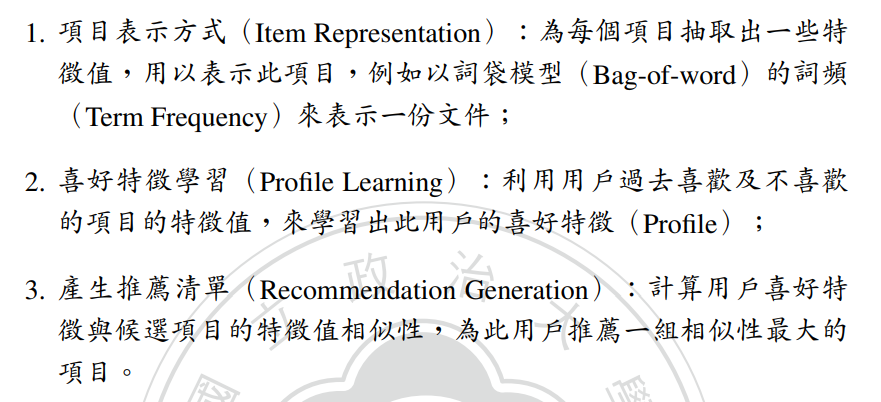 1. 項目表示方式（Item Representation）：為每個項目抽取出一些特
徵值，用以表示此項目，例如以詞袋模型（Bag-of-word）的詞頻
（Term Frequency）來表示一份文件；
2. 喜好特徵學習（Profile Learning）：利用用戶過去喜歡及不喜歡
的項目的特徵值，來學習出此用戶的喜好特徵（Profile）；
3. 產生推薦清單（Recommendation Generation）：計算用戶喜好特
徵與候選項目的特徵值相似性，為此用戶推薦一組相似性最大的
項目。
國立政治大學